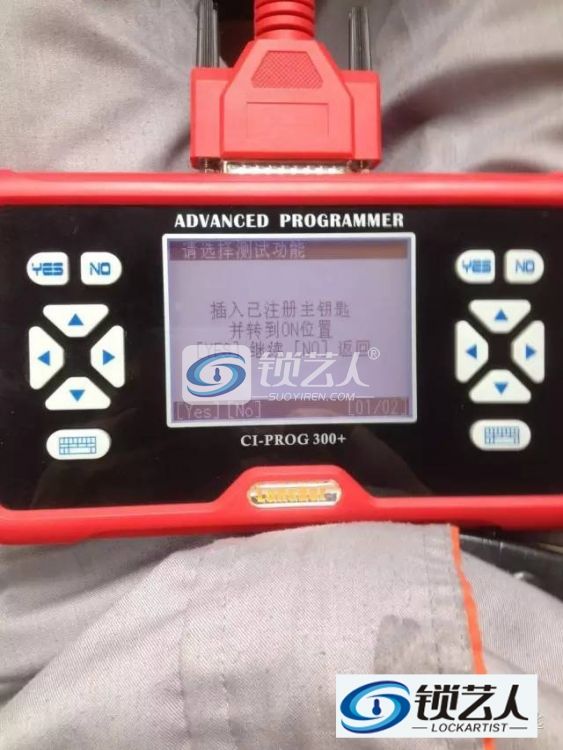 ADVANCED PROGRAMMER
YES
NO
YES
NO
请选择测试功能
插入已注册主钥匙
并转到ON位置
[YES]继续[NO]返回
锁艺人®
SUOYIREN.COM
[Yes][No]
[01/02]
CI-PROG 300+
锁艺人
LOCKARTIST